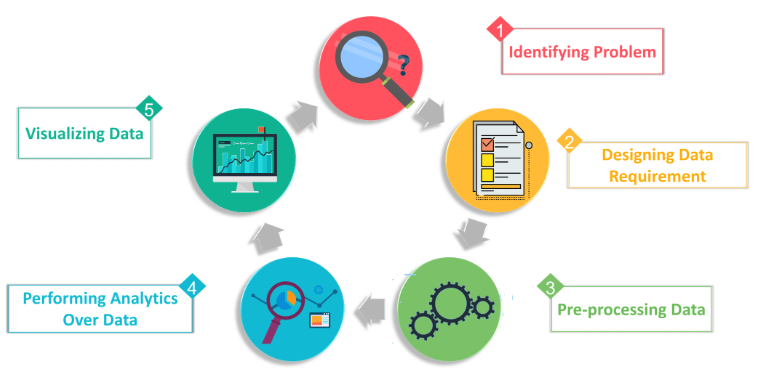 1
Identifying Problem
2
Designing Data
Requirement
3
Pre-processing Data
4
Performing Analytics
Over Data
5
Visualizing Data
?